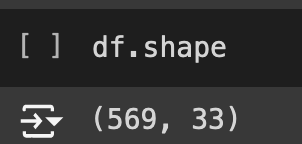 [ ] df.shape
(569, 33)